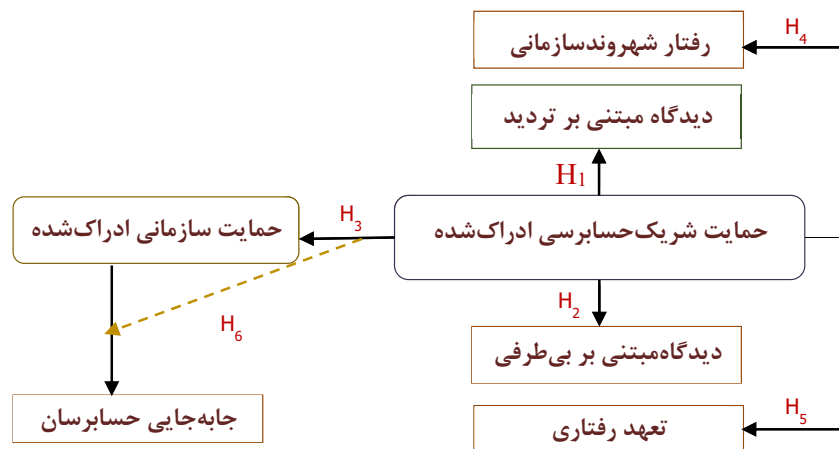 رفتار شهروندسازمانی
H4
دیدگاه مبتنی بر تردید
H1
حمایت شریک‌حسابرسی ادراک‌شده
H3
حمایت سازمانی ادراک‌شده
H2
H6
دیدگاه‌مبتنی بر بی‌طرفی
جابه‌جایی حسابرسان
تعهد رفتاری
H5